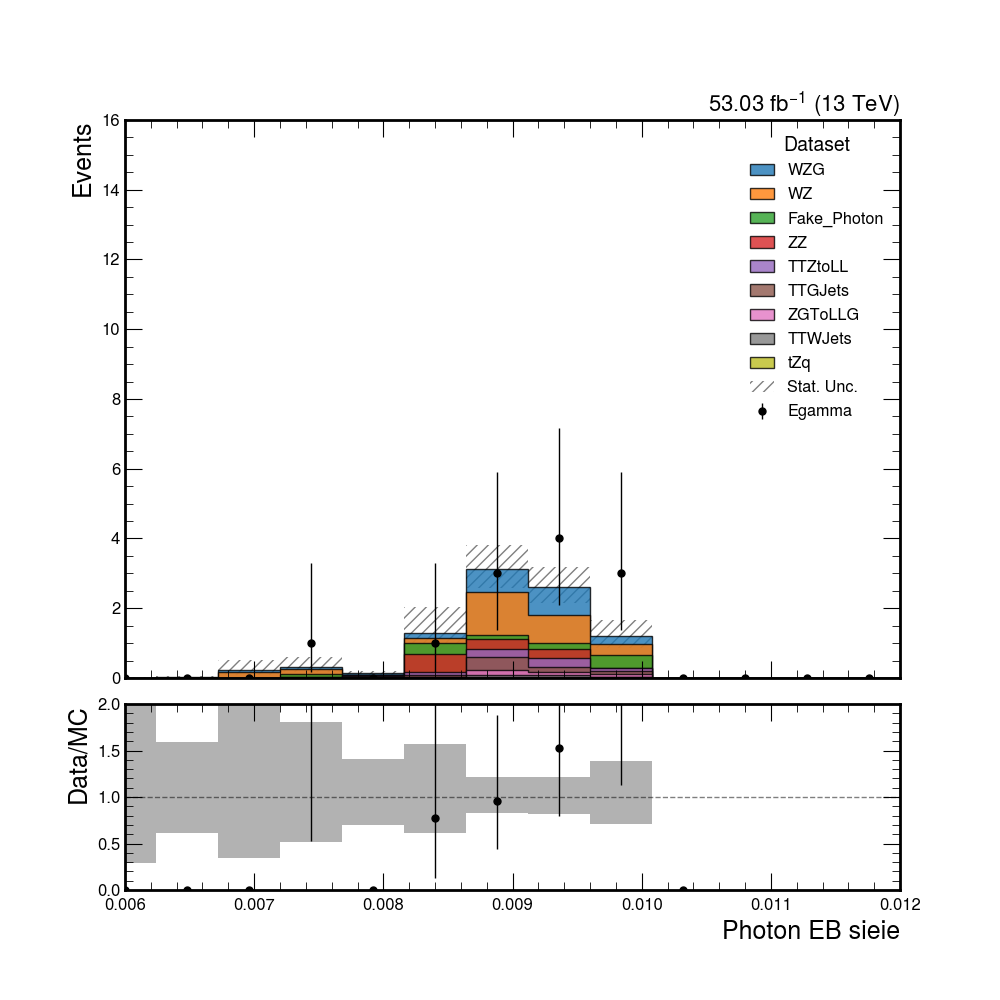 53.03 fb⁻¹ (13 TeV)
Events
16
14
12
10
8
6
4
2
0
Dataset
WZG
WZ
Fake_Photon
ZZ
TTZtoLL
TTGJets
ZGToLLG
TTWJets
tZq
Stat. Unc.
Egamma
Data/MC
2.0
1.5
1.0
0.5
0.0
0.006 0.007 0.008 0.009 0.010 0.011 0.012
Photon EB sieie